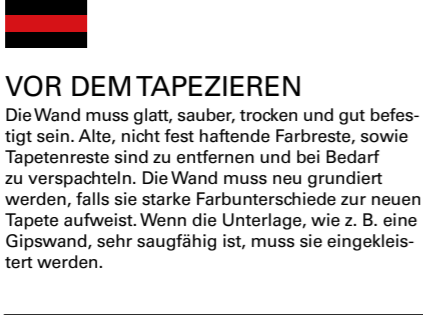 VOR DEM TAPEZIEREN
Die Wand muss glatt, sauber, trocken und gut befes-
tigt sein. Alte, nicht fest haftende Farbreste, sowie
Tapetenreste sind zu entfernen und bei Bedarf
zu verspachteln. Die Wand muss neu grundiert
werden, falls sie starke Farbunterschiede zur neuen
Tapete aufweist. Wenn die Unterlage, wie z. B. eine
Gipswand, sehr saugfähig ist, muss sie eingekleis-
tert werden.